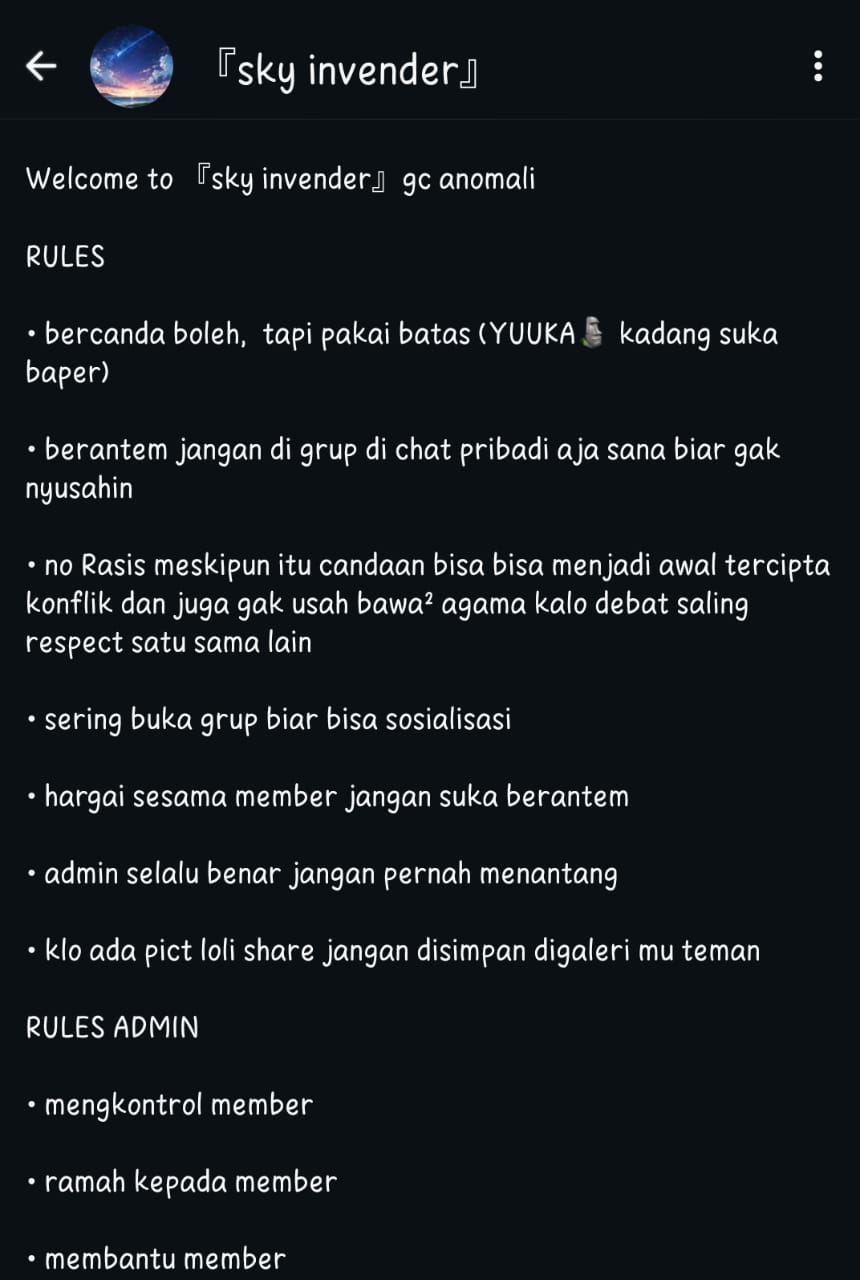 『sky invender』
Welcome to 『sky invender』 gc anomali
RULES
• bercanda boleh, tapi pakai batas (YUUKA🗿 kadang suka
baper)
• berantem jangan di grup di chat pribadi aja sana biar gak
nyusahin
• no Rasis meskipun itu candaan bisa bisa menjadi awal tercipta
konflik dan juga gak usah bawa² agama kalo debat saling
respect satu sama lain
• sering buka grup biar bisa sosialisasi
• hargai sesama member jangan suka berantem
• admin selalu benar jangan pernah menantang
• klo ada pict loli share jangan disimpan digaleri mu teman
RULES ADMIN
• mengkontrol member
• ramah kepada member
• membantu member